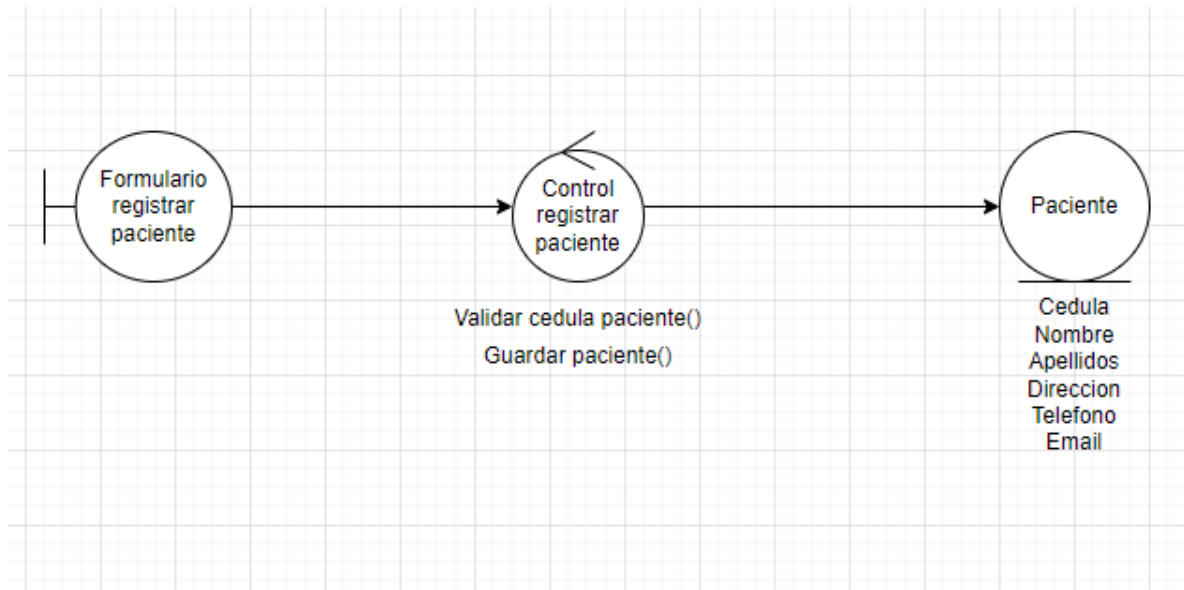 Formulario
registrar
paciente
Control
registrar
paciente
Validar cedula paciente()
Guardar paciente()
Paciente
Cedula
Nombre
Apellidos
Direccion
Telefono
Email